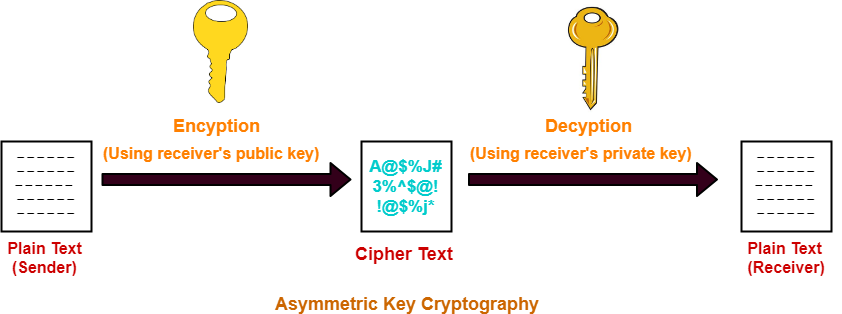 Encyption
(Using receiver's public key)
Decyption
(Using receiver's private key)
A@$%J#
3%^$@!
!@$%j*
Plain Text
(Sender)
Cipher Text
Plain Text
(Receiver)
Asymmetric Key Cryptography